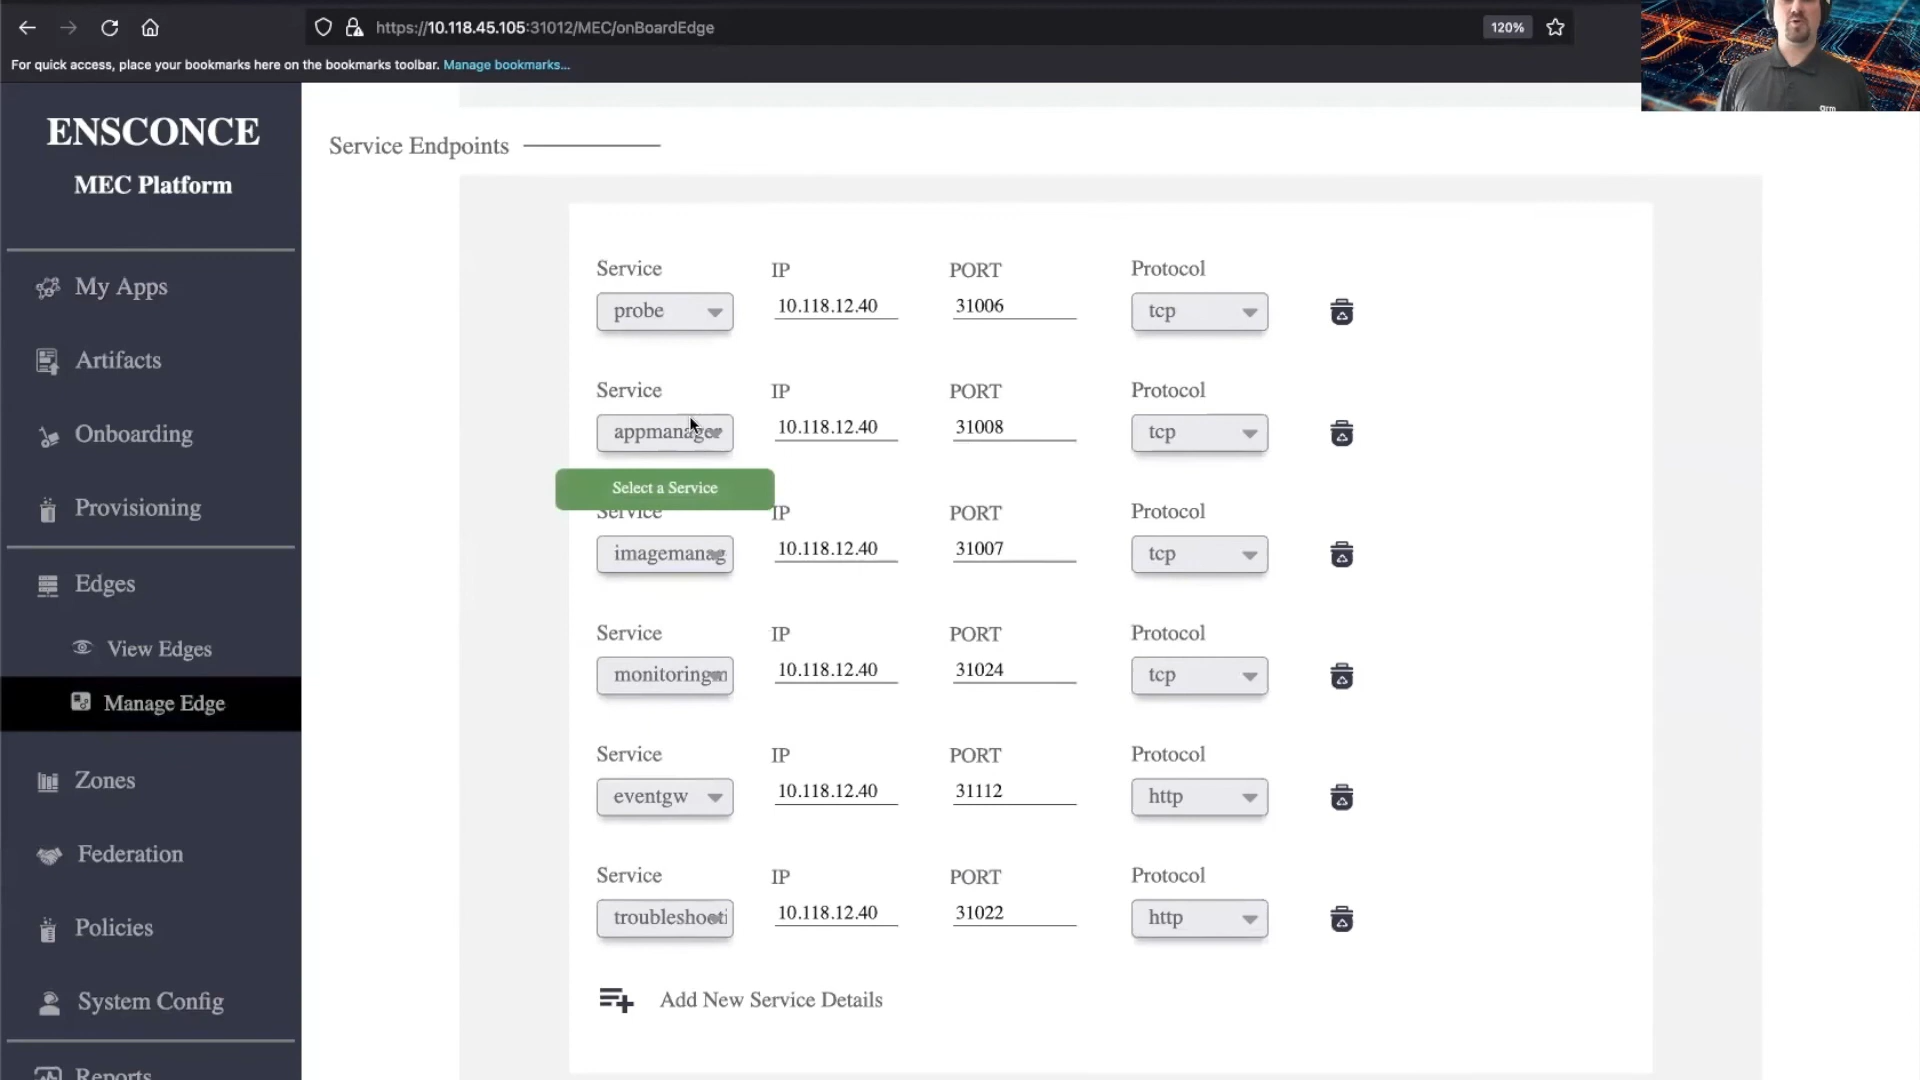 https://10.118.45.105:31012/MEC/onBoardEdge
120%
For quick access, place your bookmarks here on the bookmarks toolbar. Manage bookmarks...
arm
ENSCONCE
MEC Platform
My Apps
Artifacts
Onboarding
Provisioning
Edges
View Edges
Manage Edge
Zones
Federation
Policies
System Config
Reports
Service Endpoints
Service IP PORT Protocol
probe 10.118.12.40 31006 tcp
Service IP PORT Protocol
appmanager 10.118.12.40 31008 tcp
Select a Service
Service IP PORT Protocol
imagemanag 10.118.12.40 31007 tcp
Service IP PORT Protocol
monitoringm 10.118.12.40 31024 tcp
Service IP PORT Protocol
eventgw 10.118.12.40 31112 http
Service IP PORT Protocol
troubleshooti 10.118.12.40 31022 http
Add New Service Details